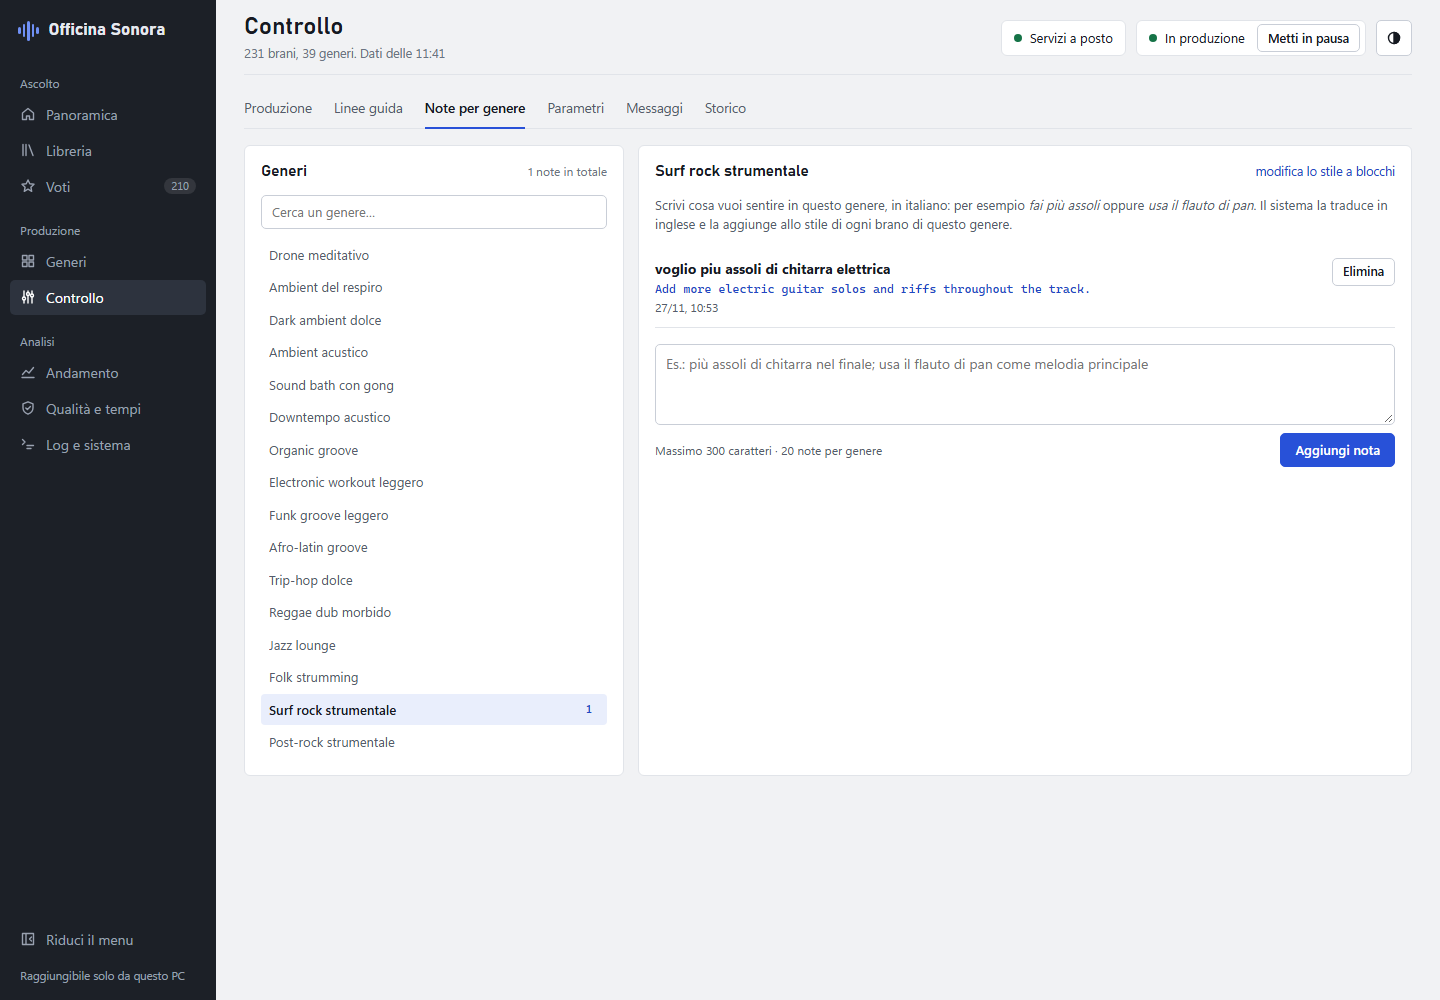 Officina Sonora
Ascolto
Panoramica
Libreria
Voti 210
Produzione
Generi
Controllo
Analisi
Andamento
Qualità e tempi
Log e sistema
Riduci il menu
Raggiungibile solo da questo PC
Controllo
231 brani, 39 generi. Dati delle 11:41
Servizi a posto
In produzione
Metti in pausa
Produzione Linee guida Note per genere Parametri Messaggi Storico
Generi 1 note in totale
Cerca un genere...
Drone meditativo
Ambient del respiro
Dark ambient dolce
Ambient acustico
Sound bath con gong
Downtempo acustico
Organic groove
Electronic workout leggero
Funk groove leggero
Afro-latin groove
Trip-hop dolce
Reggae dub morbido
Jazz lounge
Folk strumming
Surf rock strumentale 1
Post-rock strumentale
Surf rock strumentale modifica lo stile a blocchi
Scrivi cosa vuoi sentire in questo genere, in italiano: per esempio fai più assoli oppure usa il flauto di pan. Il sistema la traduce in
inglese e la aggiunge allo stile di ogni brano di questo genere.
voglio piu assoli di chitarra elettrica
Elimina
Add more electric guitar solos and riffs throughout the track.
27/11, 10:53
Es.: più assoli di chitarra nel finale; usa il flauto di pan come melodia principale
Massimo 300 caratteri · 20 note per genere
Aggiungi nota